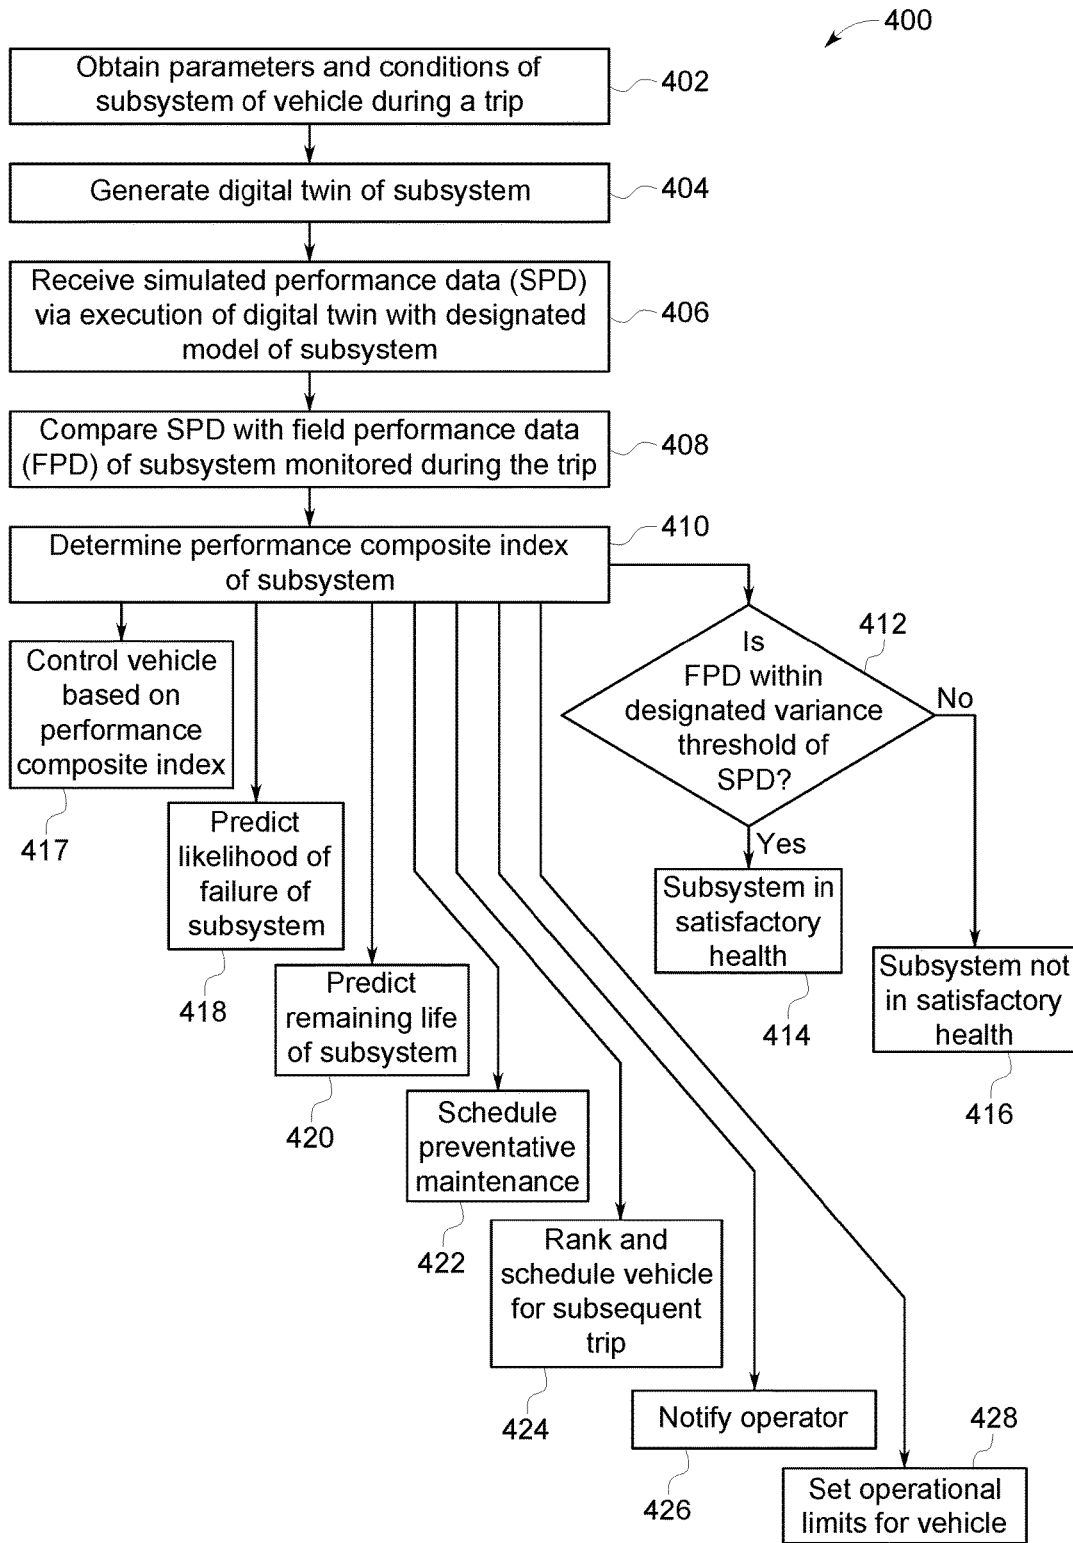 400
Obtain parameters and conditions of
subsystem of vehicle during a trip
402
Generate digital twin of subsystem
404
Receive simulated performance data (SPD)
via execution of digital twin with designated
model of subsystem
406
Compare SPD with field performance data
(FPD) of subsystem monitored during the trip
408
Determine performance composite index
of subsystem
410
Is
FPD within
designated variance
threshold of
SPD?
412
No
Yes
Control vehicle
based on
performance
composite index
417
Predict
likelihood of
failure of
subsystem
418
Subsystem in
satisfactory
health
414
Subsystem not
in satisfactory
health
416
Predict
remaining life
of subsystem
420
Schedule
preventative
maintenance
422
Rank and
schedule vehicle
for subsequent
trip
424
Notify operator
426
Set operational
limits for vehicle
428